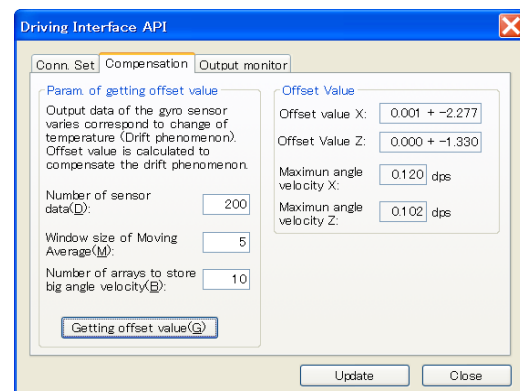 Driving Interface API
Conn. Set Compensation Output monitor
Param. of getting offset value
Output data of the gyro sensor
varies correspond to change of
temperature (Drift phenomenon).
Offset value is calculated to
compensate the drift phenomenon.
Number of sensor
data(D): 200
Window size of Moving
Average(M): 5
Number of arrays to store
big angle velocity(B): 10
Getting offset value(G)
Offset Value
Offset value X: 0.001 + -2.277
Offset Value Z: 0.000 + -1.330
Maximun angle
velocity X: 0.120 dps
Maximun angle
velocity Z: 0.102 dps
Update Close